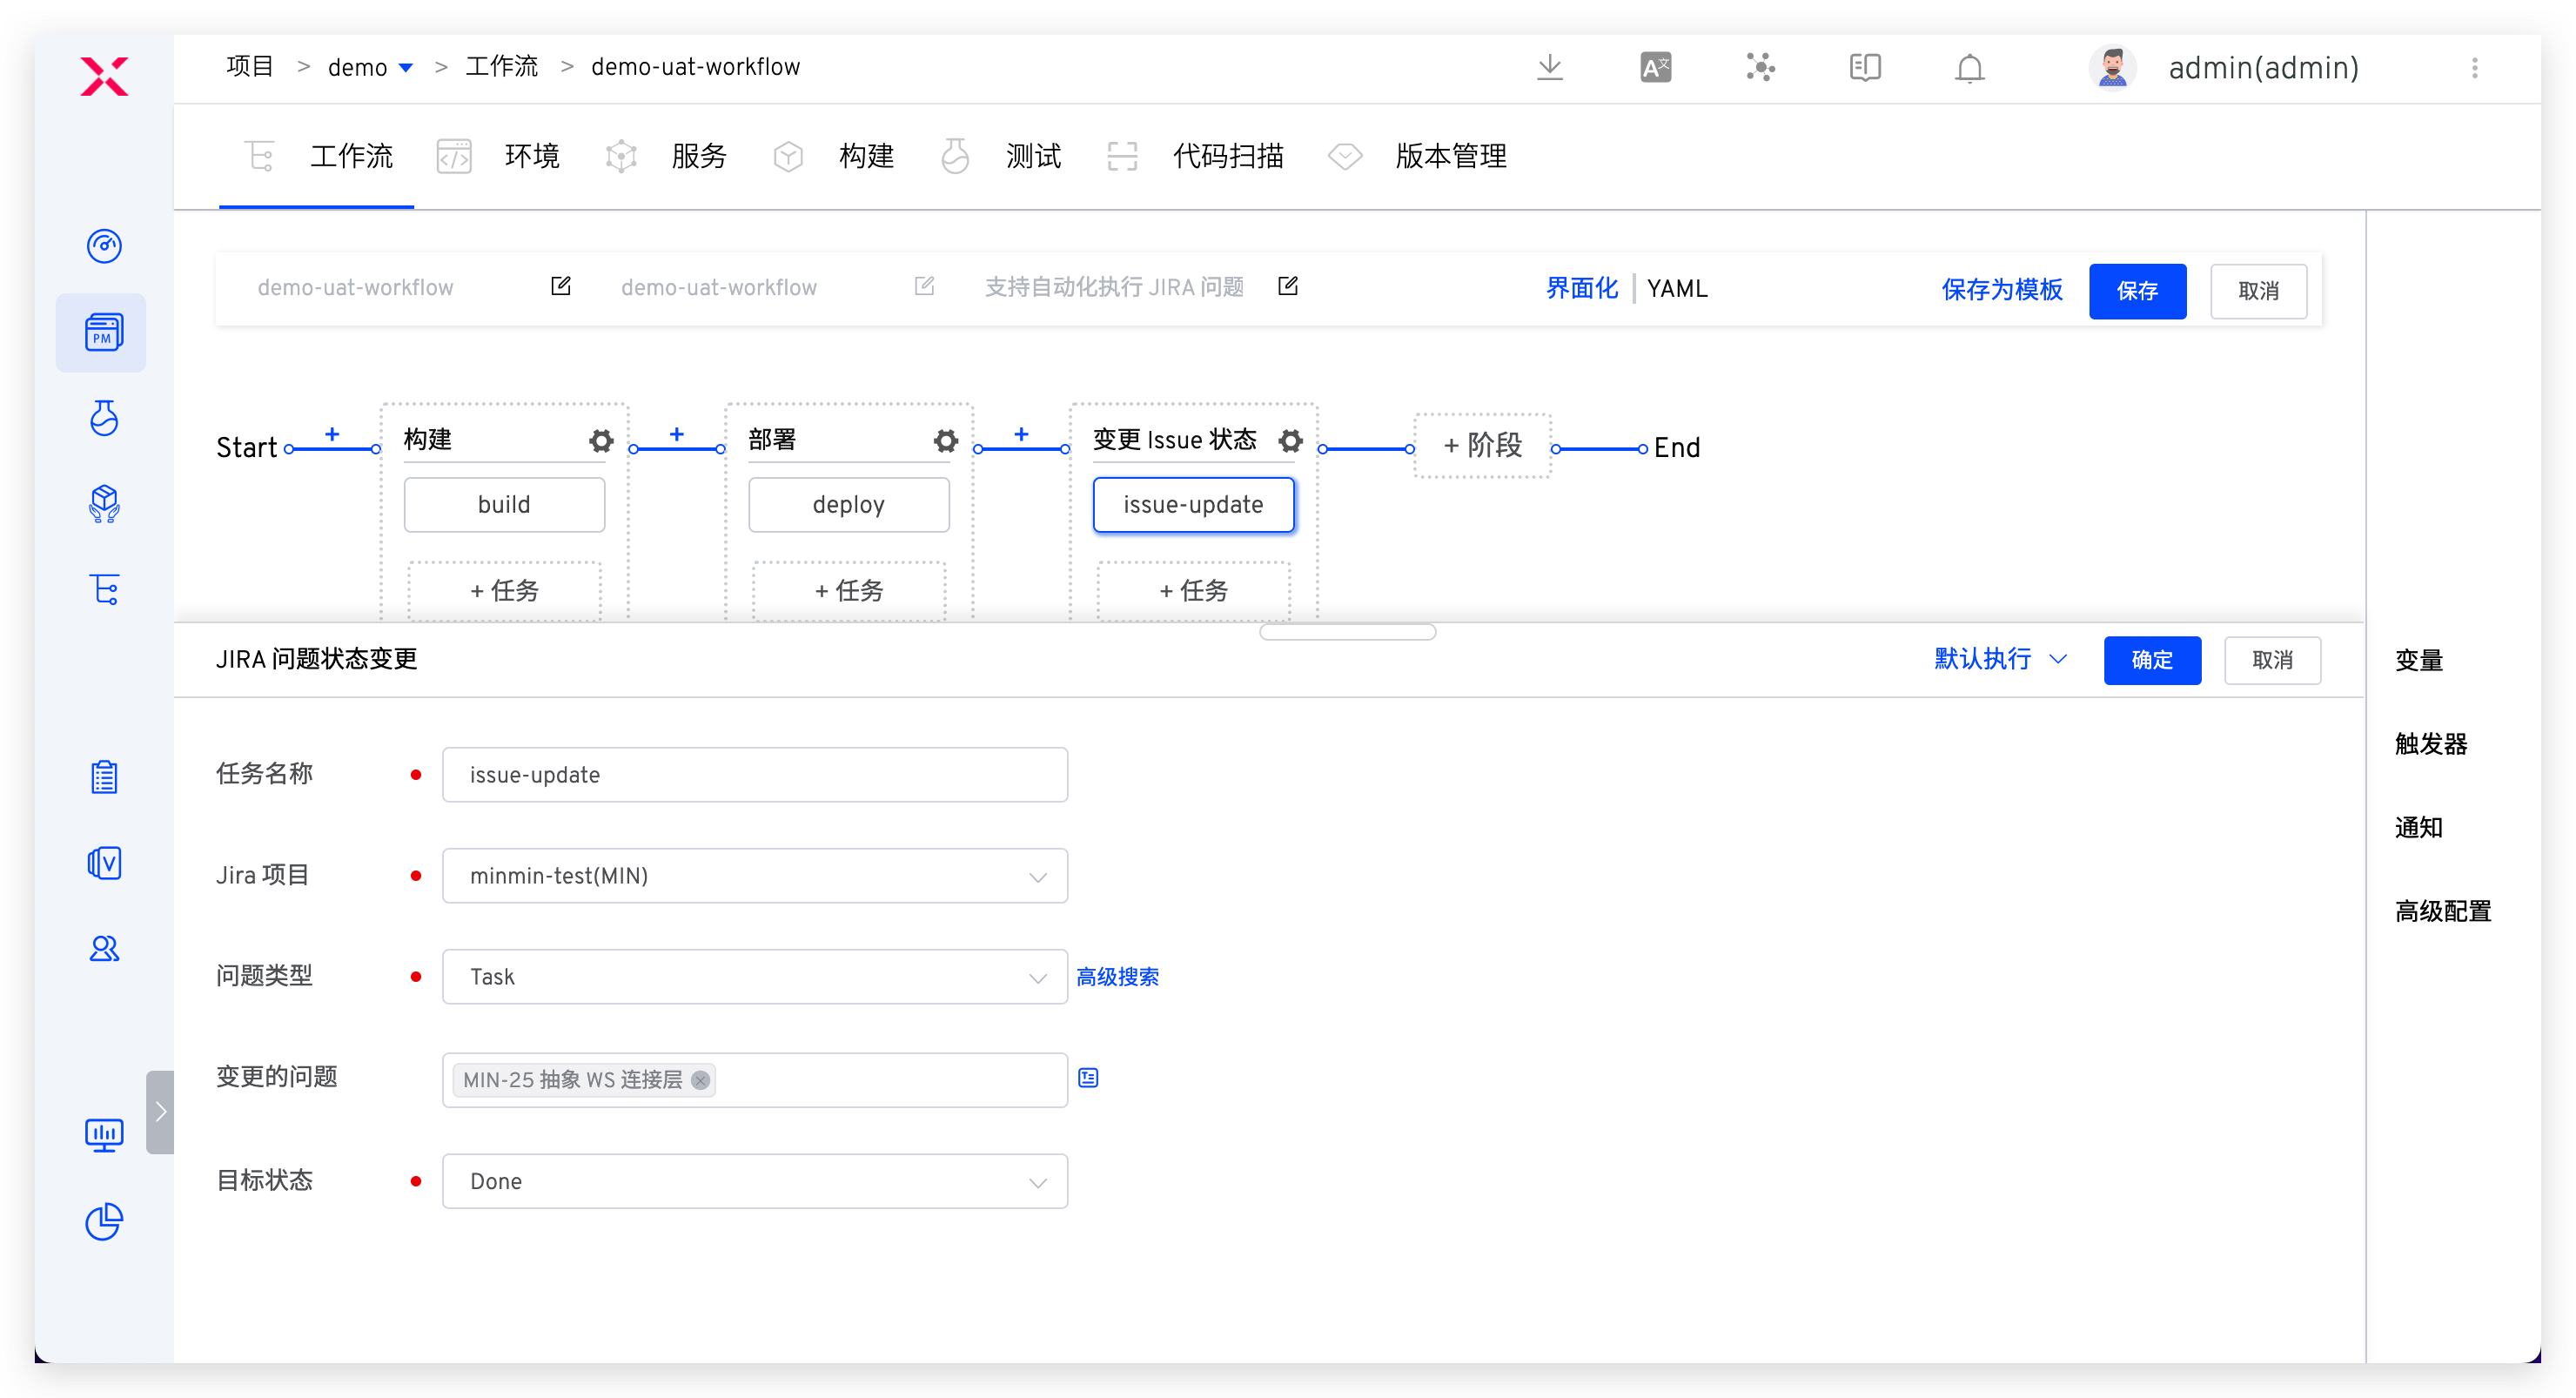 项目 > demo > 工作流 > demo-uat-workflow
A文
admin(admin)
工作流 环境 服务 构建 测试 代码扫描 版本管理
PM
demo-uat-workflow demo-uat-workflow 支持自动化执行 JIRA 问题 界面化 | YAML 保存为模板 保存 取消
Start + 构建 + 部署 + 变更 Issue 状态 + 阶段 End
build deploy issue-update
+ 任务 + 任务 + 任务
JIRA 问题状态变更 默认执行 确定 取消
变量
触发器
通知
高级配置
任务名称 issue-update
Jira 项目 minmin-test(MIN)
问题类型 Task 高级搜索
变更的问题 MIN-25 抽象 WS 连接层
目标状态 Done
V